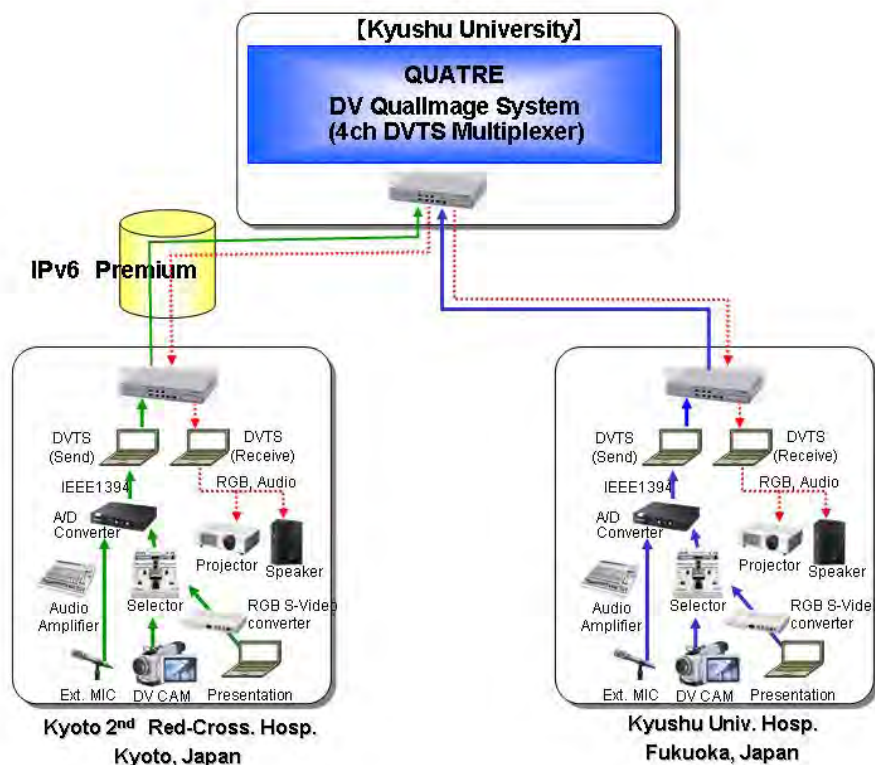 【Kyushu University】
QUATRE
DV QualImage System
(4ch DVTS Multiplexer)
IPv6 Premium
DVTS
(Send)
DVTS
(Receive)
IEEE1394
RGB, Audio
A/D
Converter
Projector
Speaker
Audio
Amplifier
Selector
RGB S-Video
converter
Ext. MIC
DV CAM
Presentation
Kyoto 2nd Red-Cross. Hosp.
Kyoto, Japan
DVTS
(Send)
DVTS
(Receive)
IEEE1394
RGB, Audio
A/D
Converter
Projector
Speaker
Audio
Amplifier
Selector
RGB S-Video
converter
Ext. MIC
DV CAM
Presentation
Kyushu Univ. Hosp.
Fukuoka, Japan